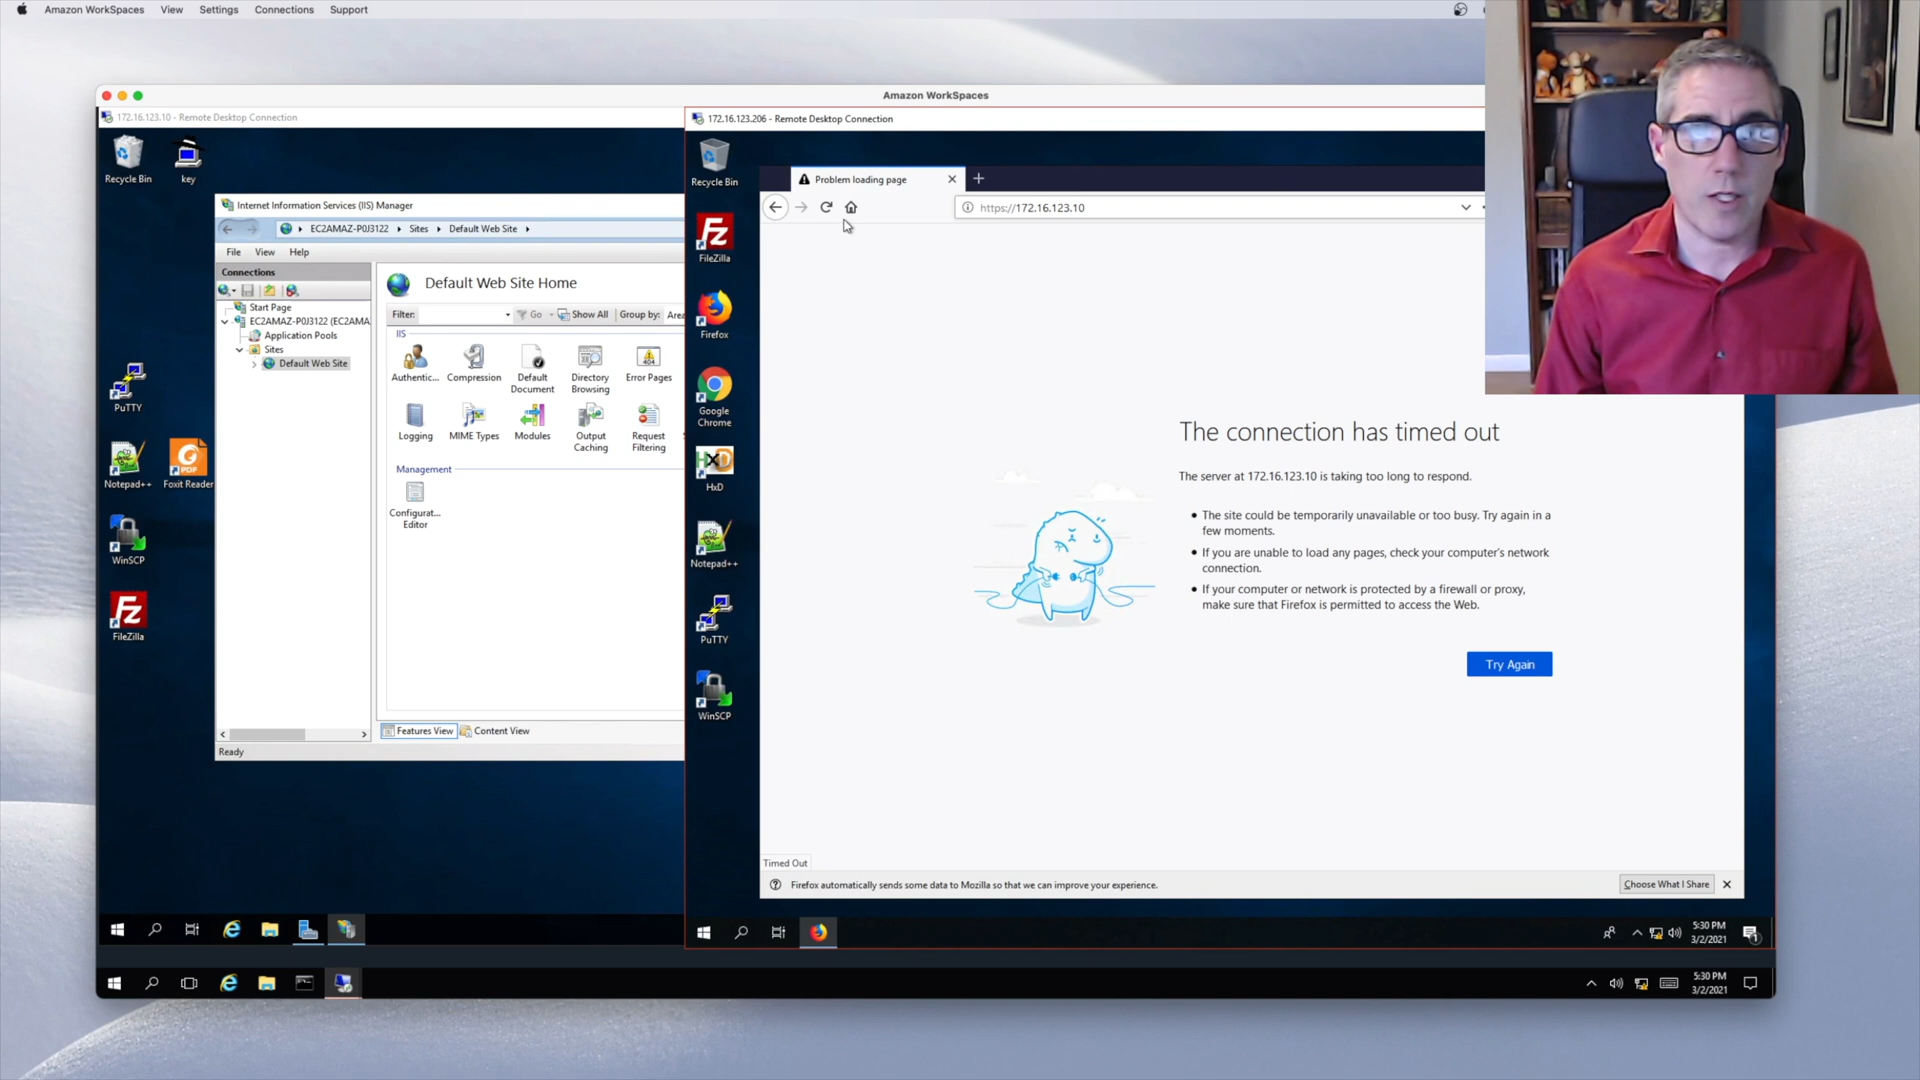 Amazon WorkSpaces View Settings Connections Support
Amazon WorkSpaces
172.16.123.10 - Remote Desktop Connection
Recycle Bin
key
PuTTY
Notepad++
Foxit Reader
WinSCP
FileZilla
Internet Information Services (IIS) Manager
EC2AMAZ-P0J3122 Sites Default Web Site
File View Help
Connections
Start Page
EC2AMAZ-P0J3122 (EC2AMA
Application Pools
Sites
Default Web Site
Default Web Site Home
Filter: Go Show All Group by: Area
IIS
Authentic... Compression Default Document Directory Browsing Error Pages
404
Logging MIME Types Modules Output Caching Request Filtering
Management
Configurat... Editor
Features View Content View
Ready
172.16.123.206 - Remote Desktop Connection
Recycle Bin
FileZilla
Firefox
Google Chrome
HxD
Notepad++
PuTTY
WinSCP
Problem loading page
https://172.16.123.10
The connection has timed out
The server at 172.16.123.10 is taking too long to respond.
The site could be temporarily unavailable or too busy. Try again in a
few moments.
If you are unable to load any pages, check your computer's network
connection.
If your computer or network is protected by a firewall or proxy,
make sure that Firefox is permitted to access the Web.
Try Again
Timed Out
Firefox automatically sends some data to Mozilla so that we can improve your experience.
Choose What I Share
5:30 PM
3/2/2021
1
5:30 PM
3/2/2021